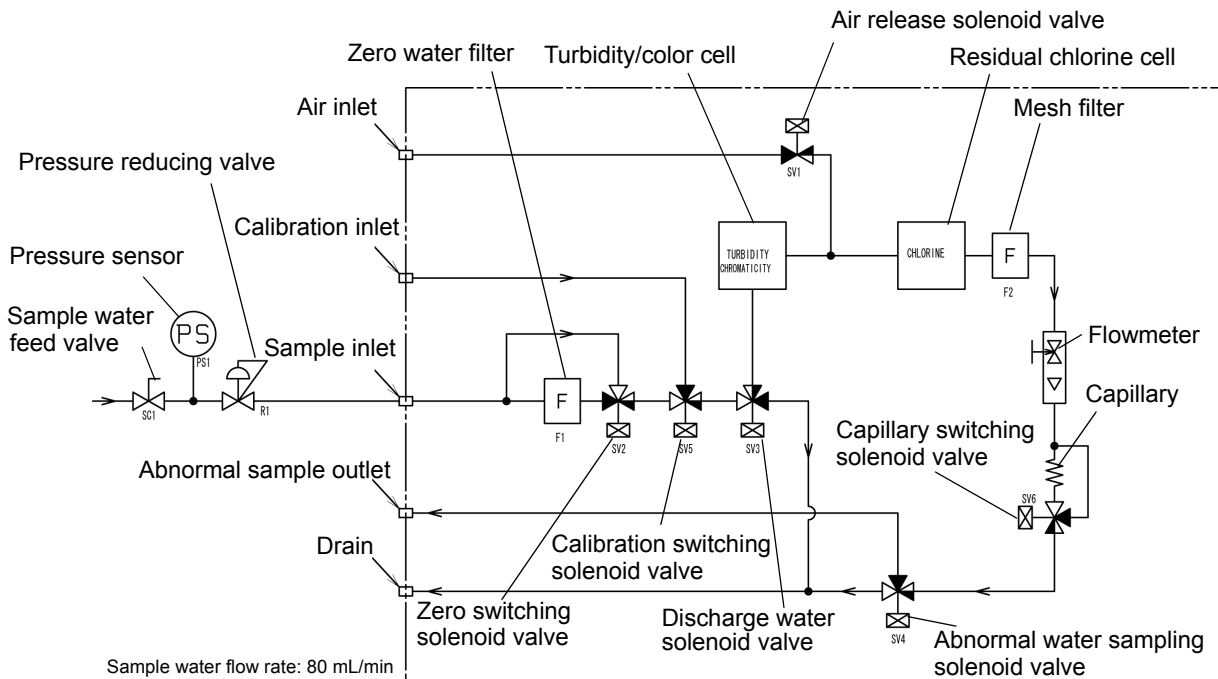 Air release solenoid valve
Zero water filter
Turbidity/color cell
Residual chlorine cell
Air inlet
Mesh filter
Pressure reducing valve
SV1
Calibration inlet
Pressure sensor
TURBIDITY
CHROMATICITY
CHLORINE
F
F2
PS
Sample water
feed valve
PS1
Sample inlet
Flowmeter
SC1
R1
F
F1
SV2
SV5
SV3
Capillary
Capillary switching
solenoid valve
Abnormal sample outlet
SV6
Drain
Calibration switching
solenoid valve
Zero switching
solenoid valve
Discharge water
solenoid valve
SV4
Abnormal water sampling
solenoid valve
Sample water flow rate: 80 mL/min